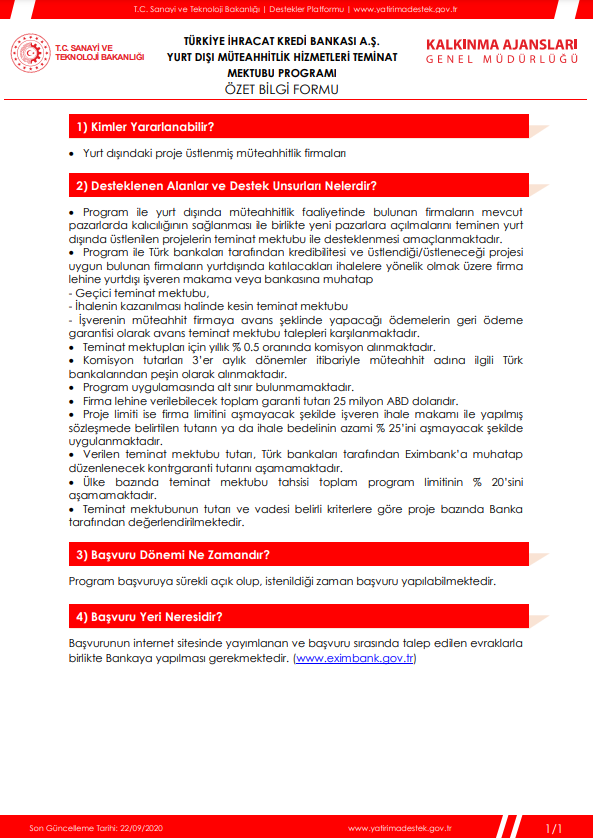 T.C. Sanayi ve Teknoloji Bakanlığı | Destekler Platformu | www.yatirimadestek.gov.tr
T.C. SANAYİ VE
TEKNOLOJİ BAKANLIĞI
TÜRKİYE İHRACAT KREDİ BANKASI A.Ş.
YURT DIŞI MÜTEAHHİTLİK HİZMETLERİ TEMİNAT
MEKTUBU PROGRAMI
ÖZET BİLGİ FORMU
KALKINMA AJANSLARI
GENEL MÜDÜRLÜĞÜ
1) Kimler Yararlanabilir?
• Yurt dışındaki proje üstlenmiş müteahhitlik firmaları
2) Desteklenen Alanlar ve Destek Unsurları Nelerdir?
• Program ile yurt dışında müteahhitlik faaliyetinde bulunan firmaların mevcut
pazarlarda kalıcılığının sağlanması ile birlikte yeni pazarlara açılmalarını teminen yurt
dışında üstlenilen projelerin teminat mektubu ile desteklenmesi amaçlanmaktadır.
• Program ile Türk bankaları tarafından kredibilitesi ve üstlendiği/üstleneceği projesi
uygun bulunan firmaların yurtdışında katılacakları ihalelere yönelik olmak üzere firma
lehine yurtdışı işveren makama veya bankasına muhatap
- Geçici teminat mektubu,
- İhalenin kazanılması halinde kesin teminat mektubu
- İşverenin müteahhit firmaya avans şeklinde yapacağı ödemelerin geri ödeme
garantisi olarak avans teminat mektubu talepleri karşılanmaktadır.
• Teminat mektupları için yıllık % 0.5 oranında komisyon alınmaktadır.
• Komisyon tutarları 3'er aylık dönemler itibariyle müteahhit adına ilgili Türk
bankalarından peşin olarak alınmaktadır.
• Program uygulamasında alt sınır bulunmamaktadır.
• Firma lehine verilebilecek toplam garanti tutarı 25 milyon ABD dolarıdır.
• Proje limiti ise firma limitini aşmayacak şekilde işveren ihale makamı ile yapılmış
sözleşmede belirtilen tutarın ya da ihale bedelinin azami % 25'ini aşmayacak şekilde
uygulanmaktadır.
• Verilen teminat mektubu tutarı, Türk bankaları tarafından Eximbank'a muhatap
düzenlenecek kontrgaranti tutarını aşamamaktadır.
• Ülke bazında teminat mektubu tahsisi toplam program limitinin % 20'sini
aşamamaktadır.
• Teminat mektubunun tutarı ve vadesi belirli kriterlere göre proje bazında Banka
tarafından değerlendirilmektedir.
3) Başvuru Dönemi Ne Zamandır?
Program başvuruya sürekli açık olup, istenildiği zaman başvuru yapılabilmektedir.
4) Başvuru Yeri Neresidir?
Başvurunun internet sitesinde yayımlanan ve başvuru sırasında talep edilen evraklarla
birlikte Bankaya yapılması gerekmektedir. (www.eximbank.gov.tr)
Son Güncelleme Tarihi: 22/09/2020
www.yatirimadestek.gov.tr
1/1